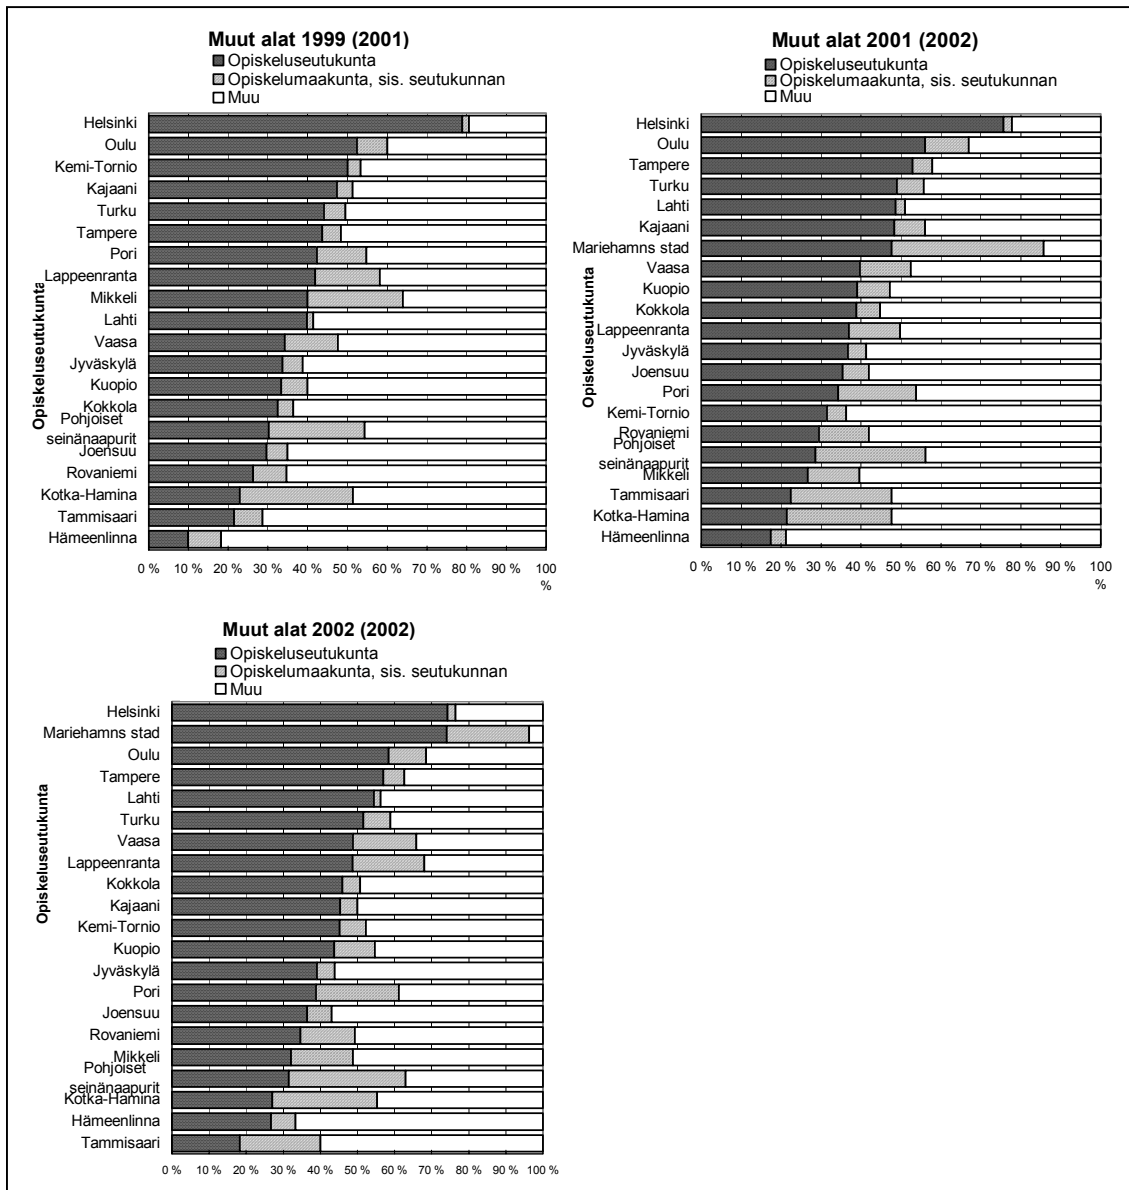 Muut alat 1999 (2001)
Opiskeluseutukunta
Opiskelumaakunta, sis. seutukunnan
Muu
Opiskeluseutukunta
Helsinki
Oulu
Kemi-Tornio
Kajaani
Turku
Tampere
Pori
Lappeenranta
Mikkeli
Lahti
Vaasa
Jyväskylä
Kuopio
Kokkola
Pohjoiset
seinänaapurit
Joensuu
Rovaniemi
Kotka-Hamina
Tammisaari
Hämeenlinna
0 % 10 % 20 % 30 % 40 % 50 % 60 % 70 % 80 % 90 % 100
%
Muut alat 2001 (2002)
Opiskeluseutukunta
Opiskelumaakunta, sis. seutukunnan
Muu
Opiskeluseutukunta
Helsinki
Oulu
Tampere
Turku
Lahti
Kajaani
Mariehamns stad
Vaasa
Kuopio
Kokkola
Lappeenranta
Jyväskylä
Joensuu
Pori
Kemi-Tornio
Rovaniemi
Pohjoiset
seinänaapurit
Mikkeli
Tammisaari
Kotka-Hamina
Hämeenlinna
0 % 10 % 20 % 30 % 40 % 50 % 60 % 70 % 80 % 90 % 100
%
Muut alat 2002 (2002)
Opiskeluseutukunta
Opiskelumaakunta, sis. seutukunnan
Muu
Opiskeluseutukunta
Helsinki
Mariehamns stad
Oulu
Tampere
Lahti
Turku
Vaasa
Lappeenranta
Kokkola
Kajaani
Kemi-Tornio
Kuopio
Jyväskylä
Pori
Joensuu
Rovaniemi
Mikkeli
Pohjoiset
seinänaapurit
Kotka-Hamina
Hämeenlinna
Tammisaari
0 % 10 % 20 % 30 % 40 % 50 % 60 % 70 % 80 % 90 % 100 %